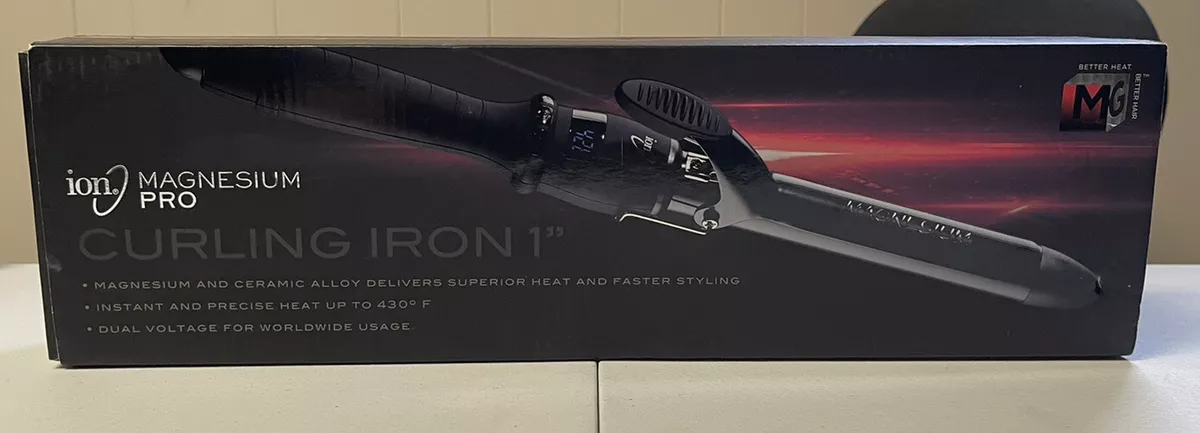 BETTER HEAT.
BETTER HAIR.
MG
ion
MAGNESIUM
ion
MAGNESIUM
PRO
CURLING IRON 1”
• MAGNESIUM AND CERAMIC ALLOY DELIVERS SUPERIOR HEAT AND FASTER STYLING
• INSTANT AND PRECISE HEAT UP TO 430° F
• DUAL VOLTAGE FOR WORLDWIDE USAGE.